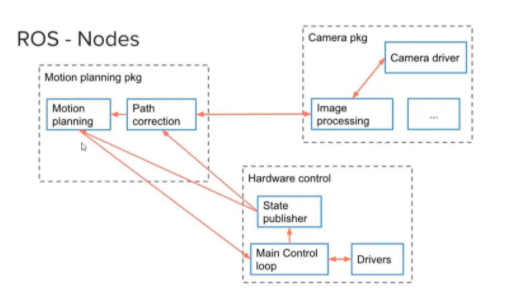 ROS - Nodes
Camera pkg
Camera driver
Image
processing
...
Motion planning pkg
Motion
planning
Path
correction
Hardware control
State
publisher
Main Control
loop
Drivers